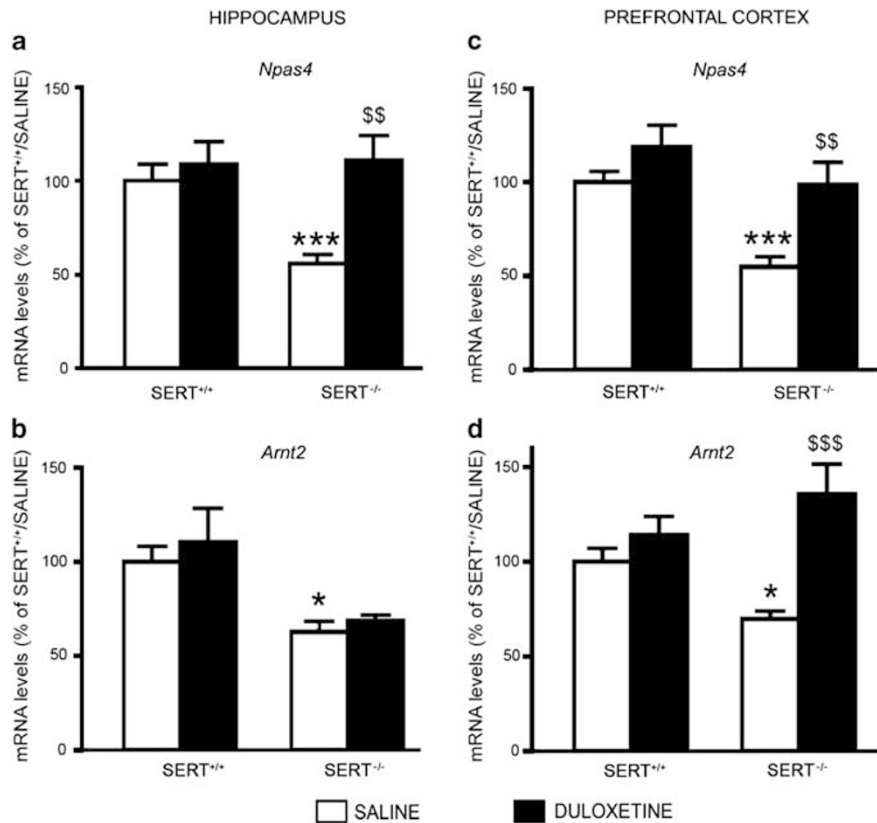 HIPPOCAMPUS
a
Npas4
mRNA levels (% of SERT+/+/SALINE)
150
100
50
0
***
$$
SERT+/+
SERT-/-
b
Arnt2
mRNA levels (% of SERT+/+/SALINE)
150
100
50
0
*
SERT+/+
SERT-/-
PREFRONTAL CORTEX
c
Npas4
mRNA levels (% of SERT+/+/SALINE)
150
100
50
0
***
$$
SERT+/+
SERT-/-
d
Arnt2
mRNA levels (% of SERT+/+/SALINE)
150
100
50
0
*
$$$
SERT+/+
SERT-/-
SALINE
DULOXETINE